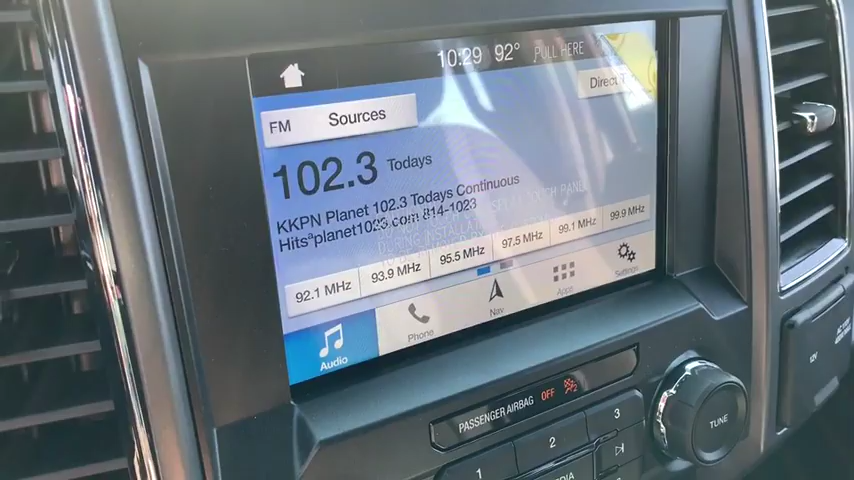 10:29 92° PULL HERE
Direct T
FM Sources
102.3 Todays
KKPN Planet 102.3 Todays Continuous
Hits°planet1023.com 814-1023
92.1 MHz 93.9 MHz 95.5 MHz 97.5 MHz 99.1 MHz 99.9 MHz
Audio Phone Nav Apps Settings
PASSENGER AIRBAG OFF
1 2 3
TUNE
12V